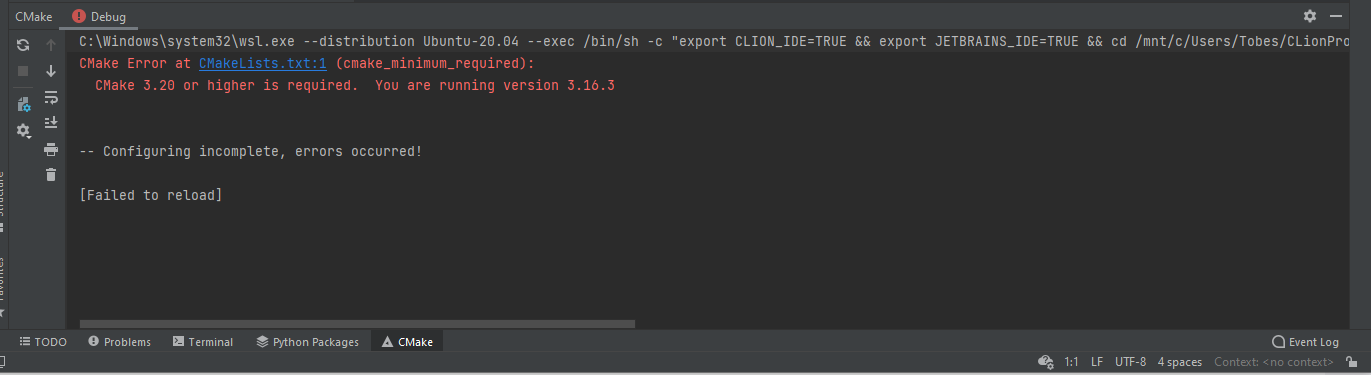 CMake Debug
C:\Windows\system32\wsl.exe --distribution Ubuntu-20.04 --exec /bin/sh -c "export CLION_IDE=TRUE && export JETBRAINS_IDE=TRUE && cd /mnt/c/Users/Tobes/CLionPro
CMake Error at CMakeLists.txt:1 (cmake_minimum_required):
CMake 3.20 or higher is required.  You are running version 3.16.3
-- Configuring incomplete, errors occurred!
[Failed to reload]
Structure
Favorites
TODO Problems Terminal Python Packages CMake Event Log
1:1 LF UTF-8 4 spaces Context: <no context>